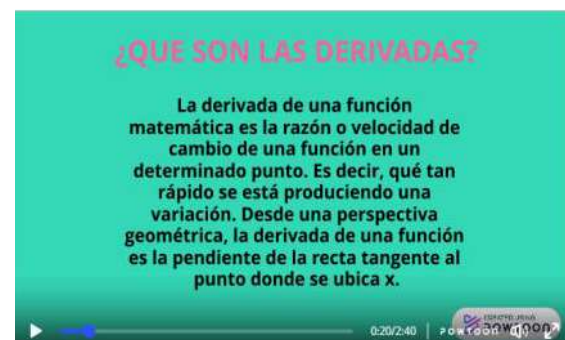 ¿QUE SON LAS DERIVADAS?
La derivada de una función
matemática es la razón o velocidad de
cambio de una función en un
determinado punto. Es decir, qué tan
rápido se está produciendo una
variación. Desde una perspectiva
geométrica, la derivada de una función
es la pendiente de la recta tangente al
punto donde se ubica x.
0:20/2:40
CREATED USING
POWTOON